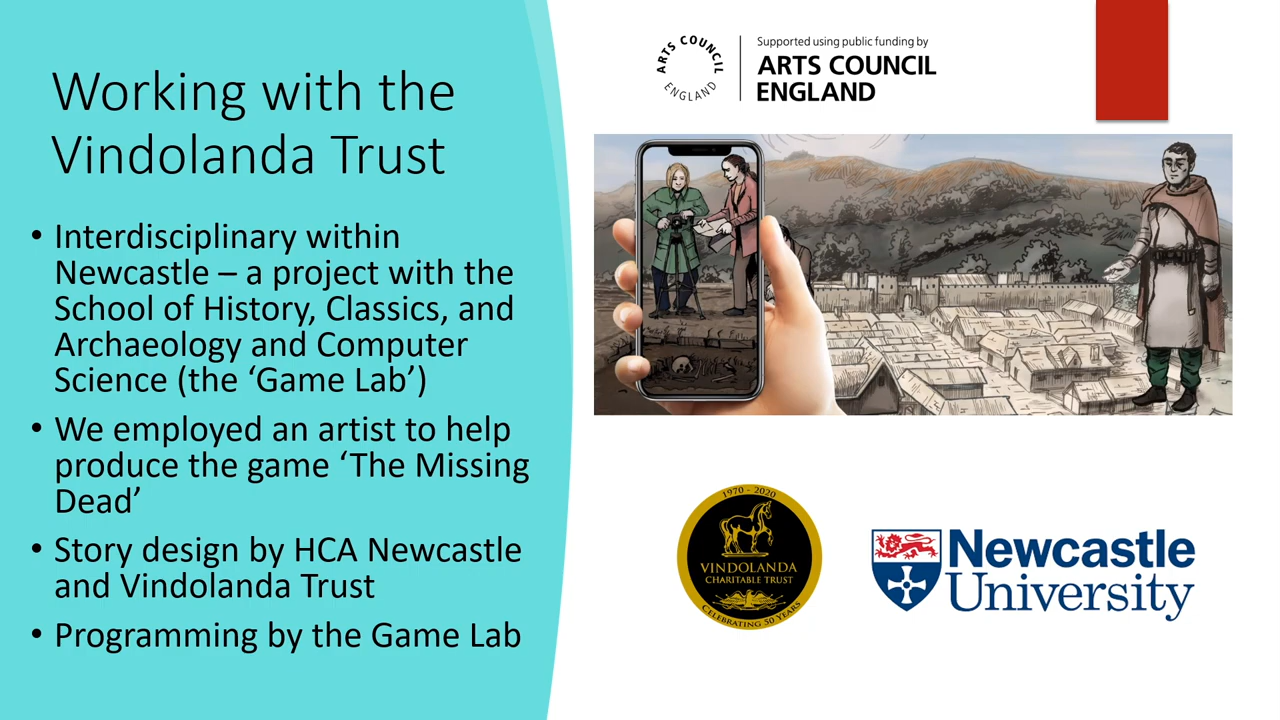 Working with the
Vindolanda Trust
• Interdisciplinary within
Newcastle – a project with the
School of History, Classics, and
Archaeology and Computer
Science (the ‘Game Lab’)
• We employed an artist to help
produce the game ‘The Missing
Dead’
• Story design by HCA Newcastle
and Vindolanda Trust
• Programming by the Game Lab
ARTS COUNCIL
ENGLAND
Supported using public funding by
ARTS COUNCIL
ENGLAND
1970 - 2020
VINDOLANDA
CHARITABLE TRUST
CELEBRATING 50 YEARS
Newcastle
University